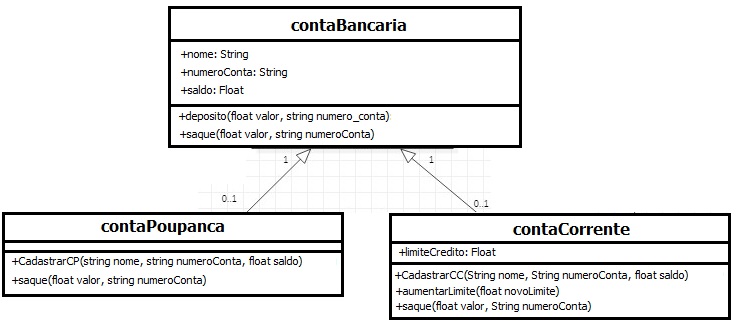 contaBancaria
+nome: String
+numeroConta: String
+saldo: Float
+deposito(float valor, string numero_conta)
+saque(float valor, string numeroConta)
1
1
0..1
0..1
contaPoupanca
+CadastrarCP(string nome, string numeroConta, float saldo)
+saque(float valor, string numeroConta)
contaCorrente
+limiteCredito: Float
+CadastrarCC(String nome, String numeroConta, float saldo)
+aumentarLimite(float novoLimite)
+saque(float valor, String numeroConta)